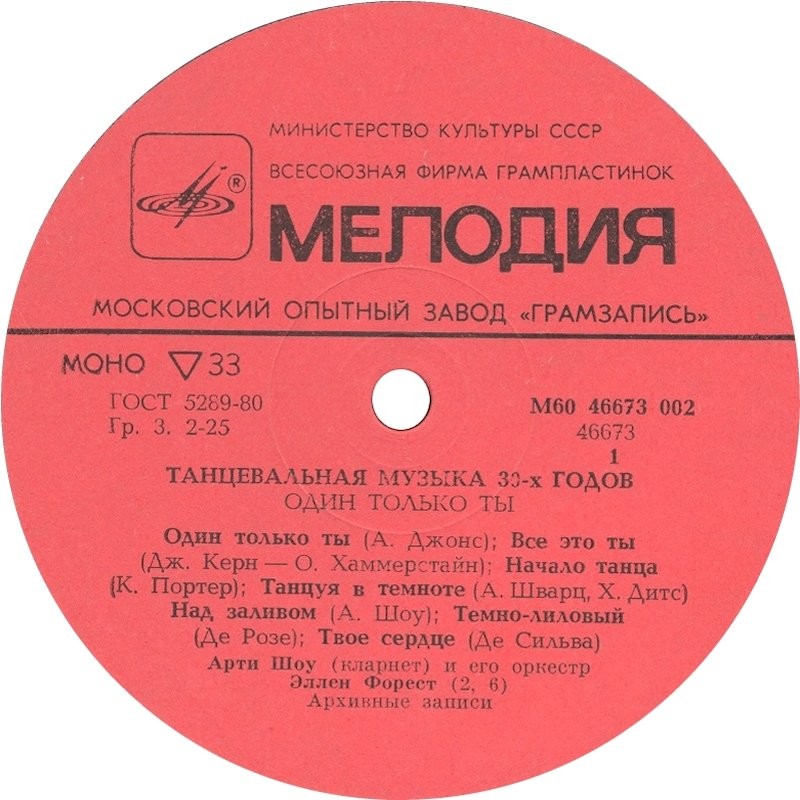 МИНИСТЕРСТВО КУЛЬТУРЫ СССР
ВСЕСОЮЗНАЯ ФИРМА ГРАМПЛАСТИНОК
®
МЕЛОДИЯ
МОСКОВСКИЙ ОПЫТНЫЙ ЗАВОД «ГРАМЗАПИСЬ»
МОНО ▽ 33
ГОСТ 5289-80
Гр. 3. 2-25
М60 46673 002
46673
1
ТАНЦЕВАЛЬНАЯ МУЗЫКА 30-х ГОДОВ
ОДИН ТОЛЬКО ТЫ
Один только ты (А. Джонс); Все это ты
(Дж. Керн — О. Хаммерстайн); Начало танца
(К. Портер); Танцуя в темноте (А. Шварц, Х. Дитс)
Над заливом (А. Шоу); Темно-лиловый
(Де Розе); Твое сердце (Де Сильва)
Арти Шоу (кларнет) и его оркестр
Эллен Форест (2, 6)
Архивные записи